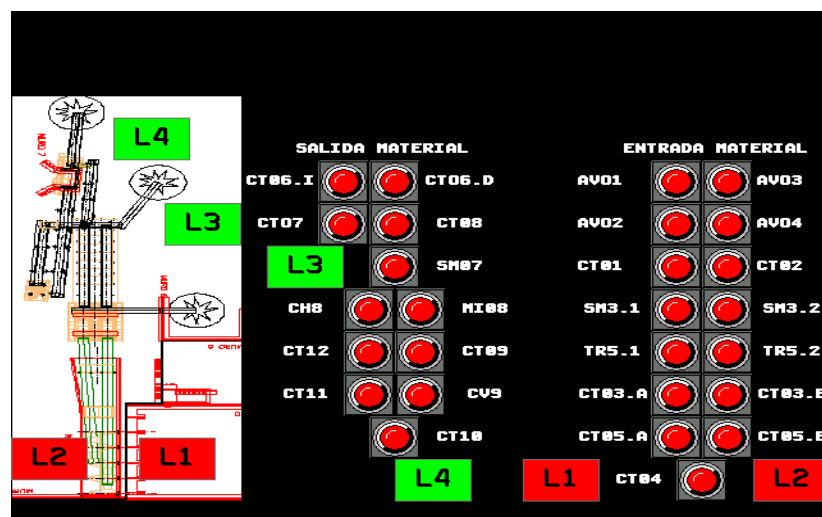 L4
L3
L2 L1
SALIDA MATERIAL
CT06.I CT06.D
CT07 CT08
L3 SM07
CH8 MI08
CT12 CT09
CT11 CV9
CT10
L4
ENTRADA MATERIAL
AV01 AV03
AV02 AV04
CT01 CT02
SM3.1 SM3.2
TR5.1 TR5.2
CT03.A CT03.B
CT05.A CT05.B
L1 CT04 L2